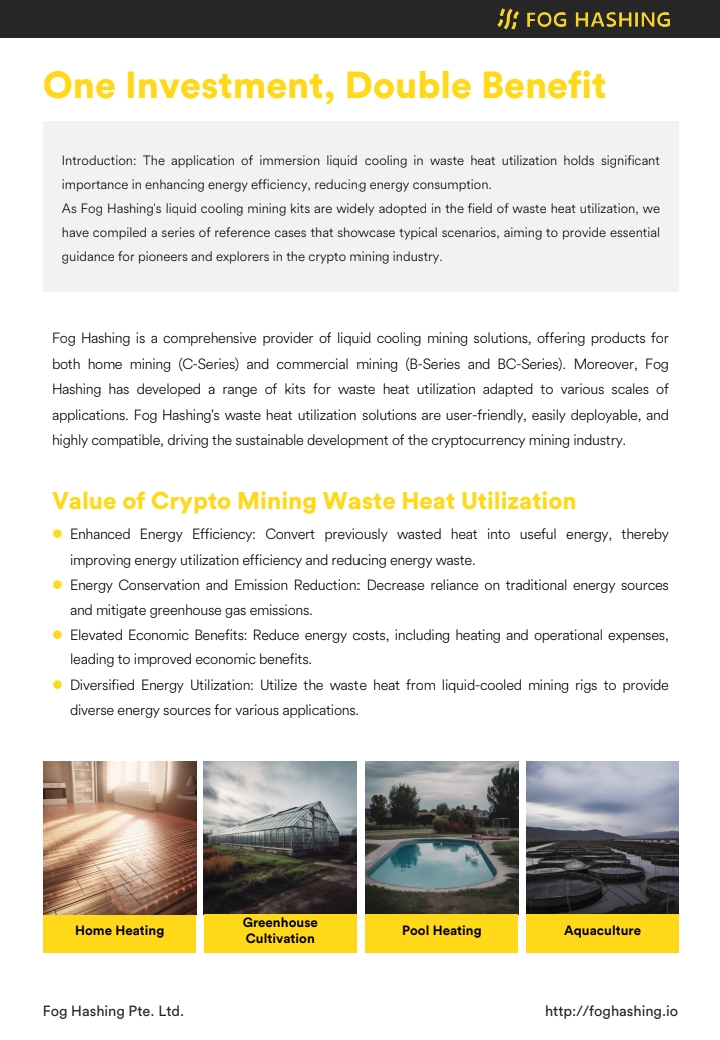 FOG HASHING
One Investment, Double Benefit
Introduction: The application of immersion liquid cooling in waste heat utilization holds significant
importance in enhancing energy efficiency, reducing energy consumption.
As Fog Hashing's liquid cooling mining kits are widely adopted in the field of waste heat utilization, we
have compiled a series of reference cases that showcase typical scenarios, aiming to provide essential
guidance for pioneers and explorers in the crypto mining industry.
Fog Hashing is a comprehensive provider of liquid cooling mining solutions, offering products for
both home mining (C-Series) and commercial mining (B-Series and BC-Series). Moreover, Fog
Hashing has developed a range of kits for waste heat utilization adapted to various scales of
applications. Fog Hashing's waste heat utilization solutions are user-friendly, easily deployable, and
highly compatible, driving the sustainable development of the cryptocurrency mining industry.
Value of Crypto Mining Waste Heat Utilization
Enhanced Energy Efficiency: Convert previously wasted heat into useful energy, thereby
improving energy utilization efficiency and reducing energy waste.
Energy Conservation and Emission Reduction: Decrease reliance on traditional energy sources
and mitigate greenhouse gas emissions.
Elevated Economic Benefits: Reduce energy costs, including heating and operational expenses,
leading to improved economic benefits.
Diversified Energy Utilization: Utilize the waste heat from liquid-cooled mining rigs to provide
diverse energy sources for various applications.
Home Heating
Greenhouse
Cultivation
Pool Heating
Aquaculture
Fog Hashing Pte. Ltd.
http://foghashing.io